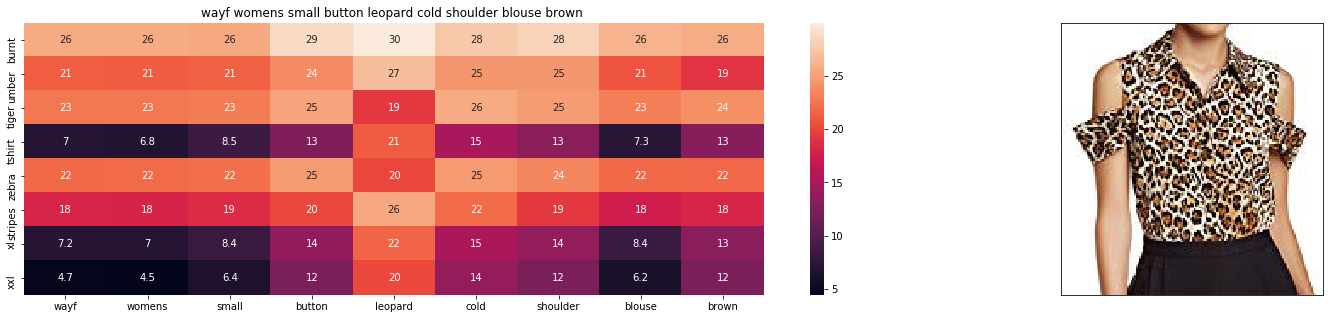 wayf womens small button leopard cold shoulder blouse brown
burnt 26 26 26 29 30 28 28 26 26
umber 21 21 21 24 27 25 25 21 19
tiger 23 23 23 25 19 26 25 23 24
tshirt 7 6.8 8.5 13 21 15 13 7.3 13
zebra 22 22 22 25 20 25 24 22 22
stripes 18 18 19 20 26 22 19 18 18
xl 7.2 7 8.4 14 22 15 14 8.4 13
xxl 4.7 4.5 6.4 12 20 14 12 6.2 12
wayf womens small button leopard cold shoulder blouse brown
25
20
15
10
5